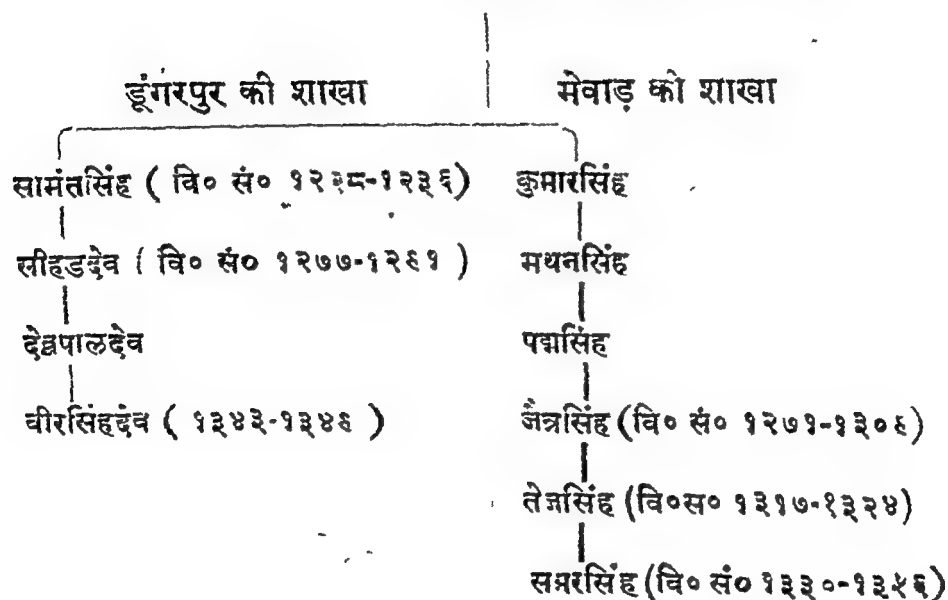 डूंगरपुर की शाखा मेवाड़ की शाखा
सामंतसिंह ( वि० सं० १२२८-१२३६) कुमारसिंह
सीहडदेव ( वि० सं० १२७७-१२९१ ) मथनसिंह
देवपालदेव पद्मसिंह
वीरसिंहदेव ( १३४३-१३४९ ) जैत्रसिंह (वि० सं० १२७१-१३०९)
तेजसिंह (वि०स० १३१७-१३२४)
समरसिंह (वि० सं० १३३०-१३५६)